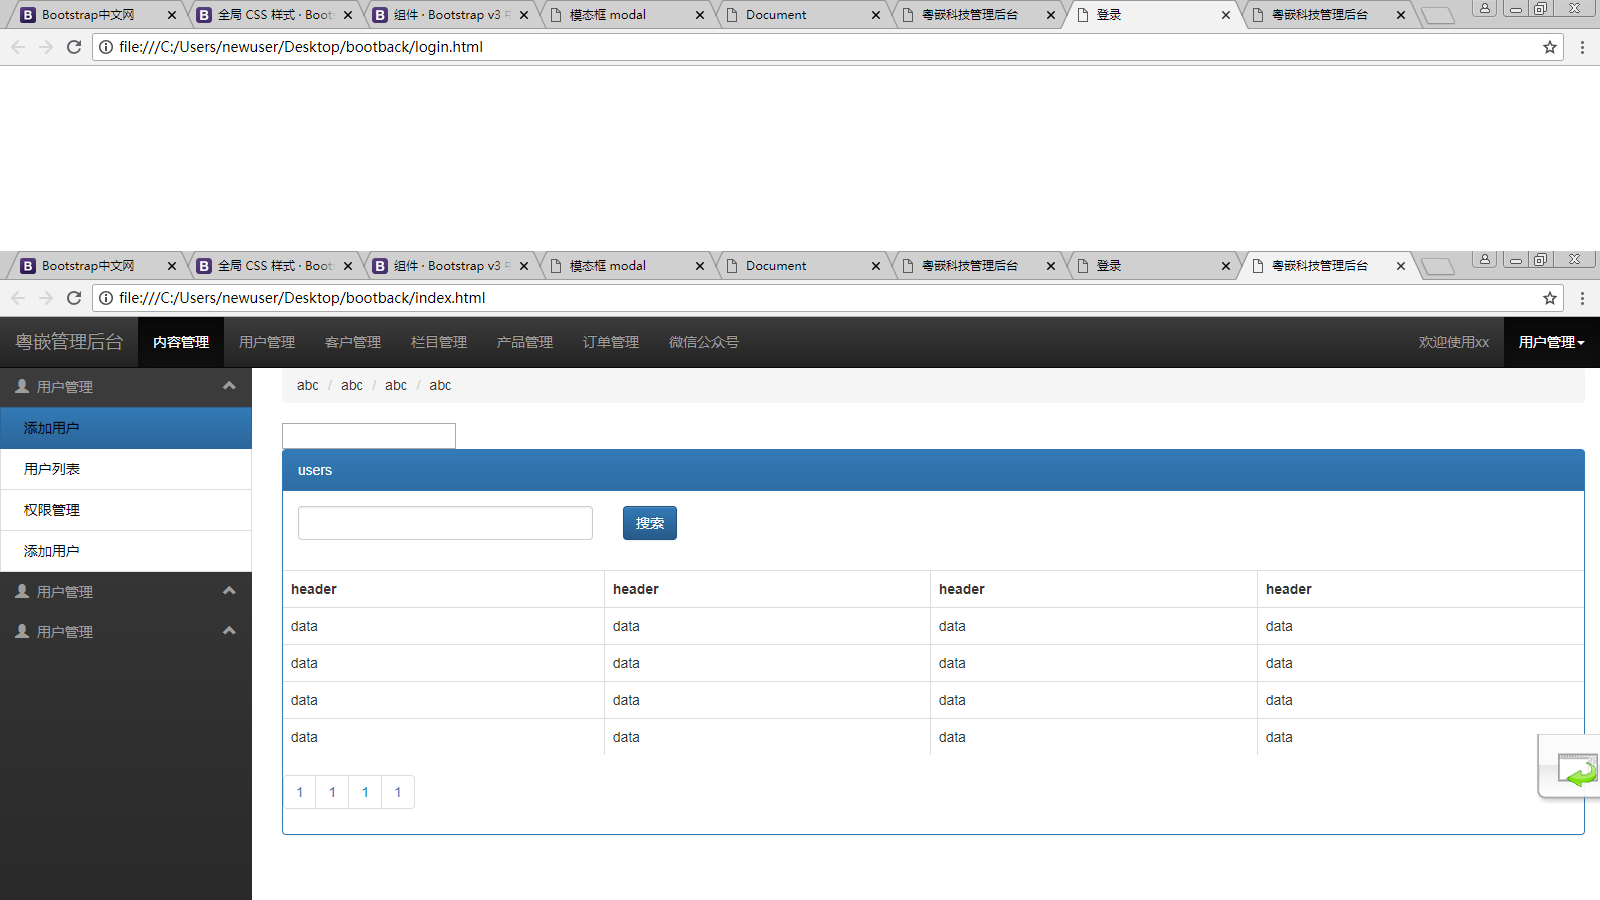 Bootstrap中文网 全局 CSS 样式 · Boot 组件 · Bootstrap v3 模态框 modal Document 粤嵌科技管理后台 登录 粤嵌科技管理后台
file:///C:/Users/newuser/Desktop/bootback/login.html
Bootstrap中文网 全局 CSS 样式 · Boot 组件 · Bootstrap v3 模态框 modal Document 粤嵌科技管理后台 登录 粤嵌科技管理后台
file:///C:/Users/newuser/Desktop/bootback/index.html
粤嵌管理后台 内容管理 用户管理 客户管理 栏目管理 产品管理 订单管理 微信公众号 欢迎使用xx 用户管理
用户管理
添加用户
用户列表
权限管理
添加用户
用户管理
用户管理
abc / abc / abc / abc
users
搜索
header header header header
data data data data
data data data data
data data data data
data data data data
1 1 1 1